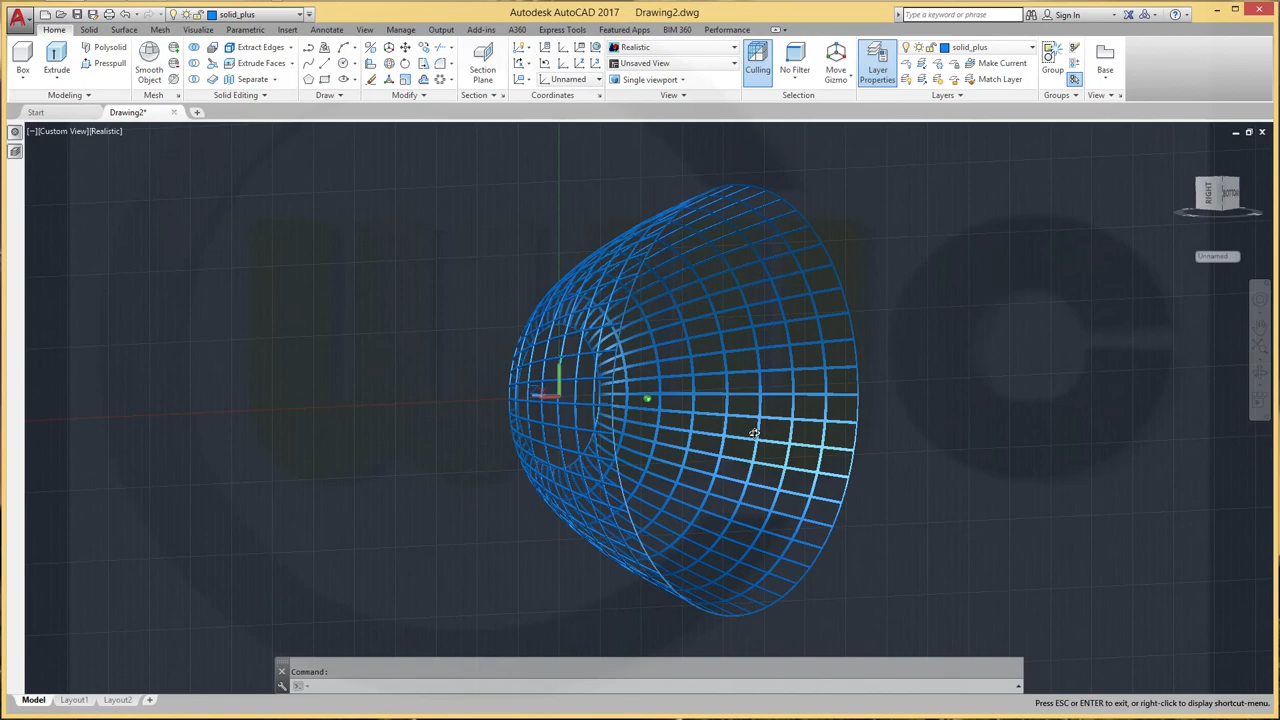 Autodesk AutoCAD 2017 Drawing2.dwg
solid_plus
Type a keyword or phrase
Sign In
Home Solid Surface Mesh Visualize Parametric Insert Annotate View Manage Output Add-ins A360 Express Tools Featured Apps BIM 360 Performance
Box
Extrude
Polysolid
Presspull
Smooth
Object
Extract Edges
Extrude Faces
Separate
Section
Plane
Unnamed
Realistic
Unsaved View
Single viewport
Culling
No Filter
Move
Gizmo
Layer
Properties
solid_plus
Make Current
Match Layer
Group
Base
Modeling Mesh Solid Editing Draw Modify Section Coordinates View Selection Layers Groups View
Start Drawing2*
[−][Custom View][Realistic]
RIGHT
BOTTOM
Unnamed
Command:
Model Layout1 Layout2
Press ESC or ENTER to exit, or right-click to display shortcut-menu.